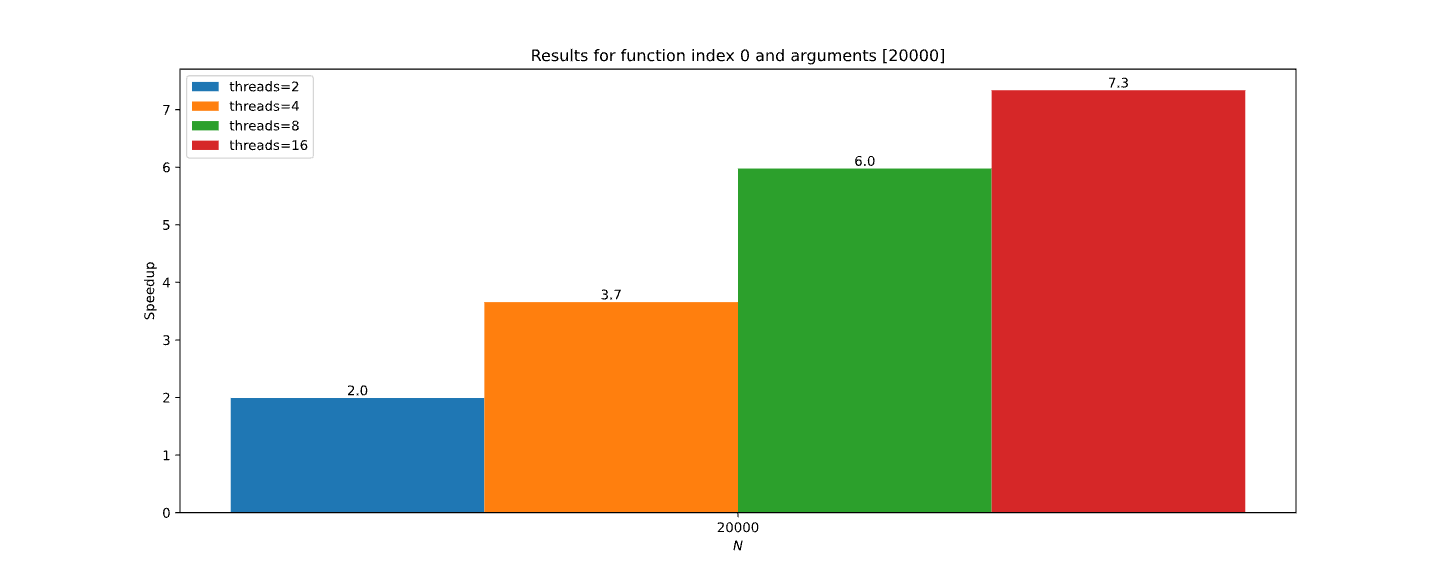 Results for function index 0 and arguments [20000]
threads=2
threads=4
threads=8
threads=16
7.3
6.0
3.7
2.0
7
6
5
4
3
2
1
0
Speedup
20000
N